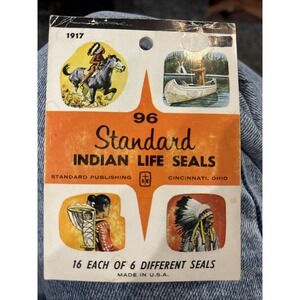 1917
96
Standard
INDIAN LIFE SEALS
STANDARD PUBLISHING CINCINNATI, OHIO
16 EACH OF 6 DIFFERENT SEALS
MADE IN U.S.A.